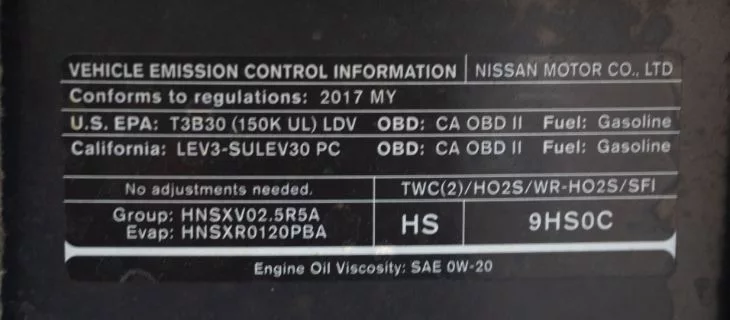 VEHICLE EMISSION CONTROL INFORMATION NISSAN MOTOR CO., LTD
Conforms to regulations: 2017 MY
U.S. EPA: T3B30 (150K UL) LDV OBD: CA OBD II Fuel: Gasoline
California: LEV3-SULEV30 PC OBD: CA OBD II Fuel: Gasoline
No adjustments needed. TWC(2)/HO2S/WR-HO2S/SFI
Group: HNSXV02.5R5A
Evap: HNSXR0120PBA
HS 9HS0C
Engine Oil Viscosity: SAE 0W-20